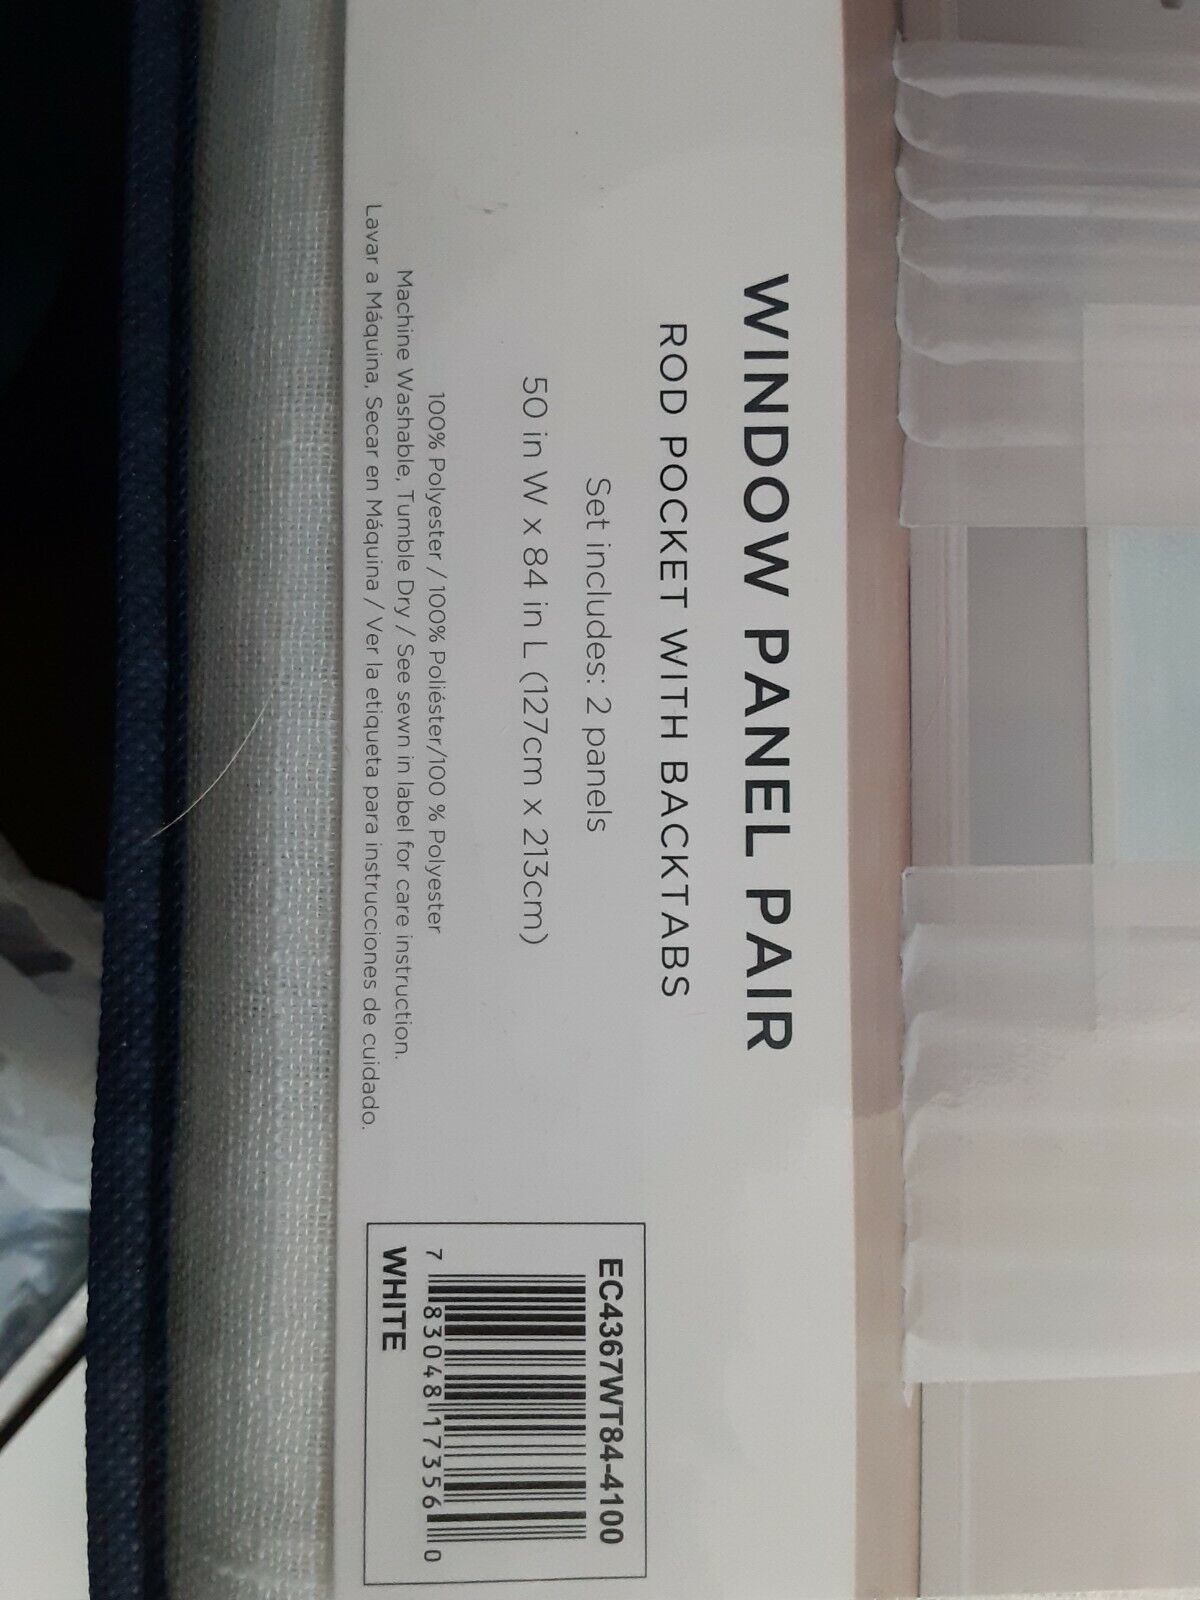 WINDOW PANEL PAIR
ROD POCKET WITH BACKTABS
Set includes: 2 panels
50 in W x 84 in L (127cm x 213cm)
100% Polyester / 100% Poliéster/100 % Polyester
Machine Washable, Tumble Dry / See sewn in label for care instruction.
Lavar a Máquina, Secar en Máquina / Ver la etiqueta para instrucciones de cuidado.
EC4367WT84-4100
7 83048 17356 0
WHITE